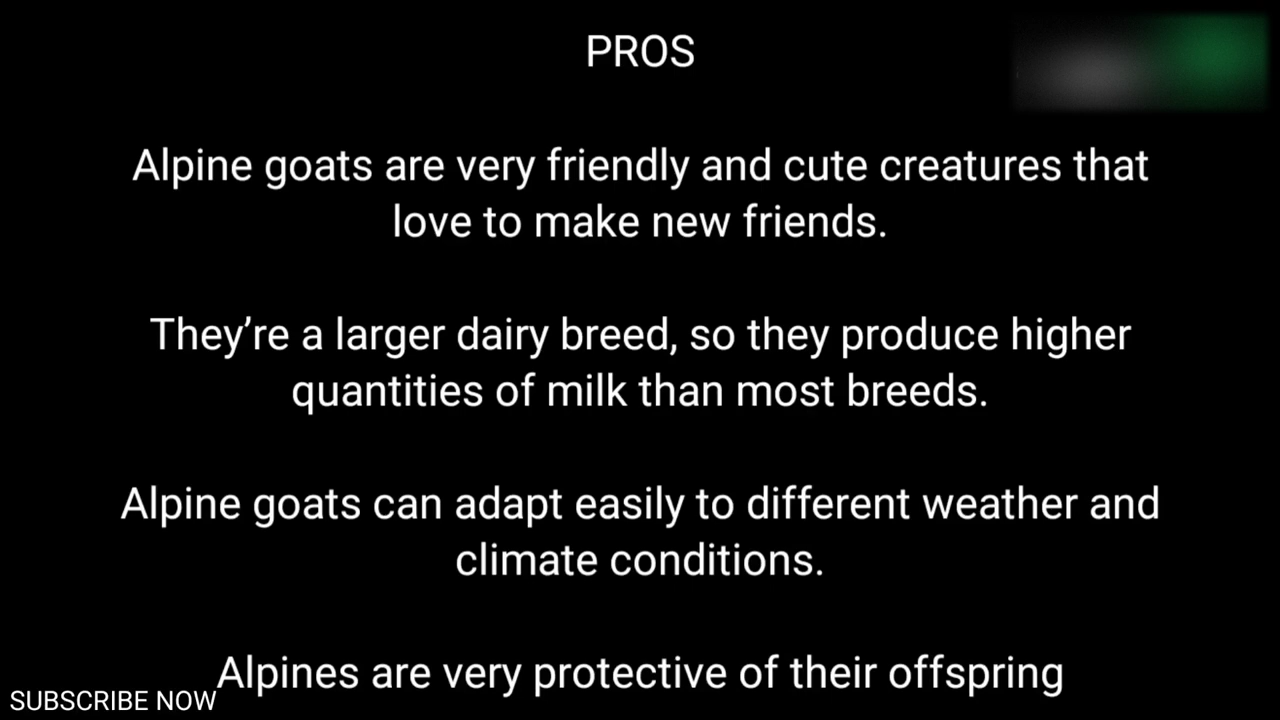 PROS
Alpine goats are very friendly and cute creatures that
love to make new friends.
They’re a larger dairy breed, so they produce higher
quantities of milk than most breeds.
Alpine goats can adapt easily to different weather and
climate conditions.
Alpines are very protective of their offspring
SUBSCRIBE NOW